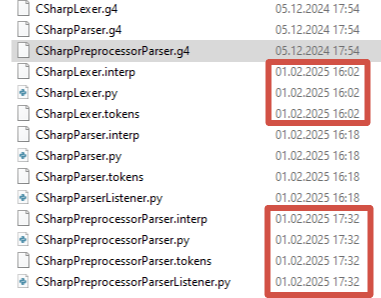 CSharpLexer.g4 05.12.2024 17:54
CSharpParser.g4 05.12.2024 17:54
CSharpPreprocessorParser.g4 05.12.2024 17:54
CSharpLexer.interp 01.02.2025 16:02
CSharpLexer.py 01.02.2025 16:02
CSharpLexer.tokens 01.02.2025 16:02
CSharpParser.interp 01.02.2025 16:18
CSharpParser.py 01.02.2025 16:18
CSharpParser.tokens 01.02.2025 16:18
CSharpParserListener.py 01.02.2025 16:18
CSharpPreprocessorParser.interp 01.02.2025 17:32
CSharpPreprocessorParser.py 01.02.2025 17:32
CSharpPreprocessorParser.tokens 01.02.2025 17:32
CSharpPreprocessorParserListener.py 01.02.2025 17:32